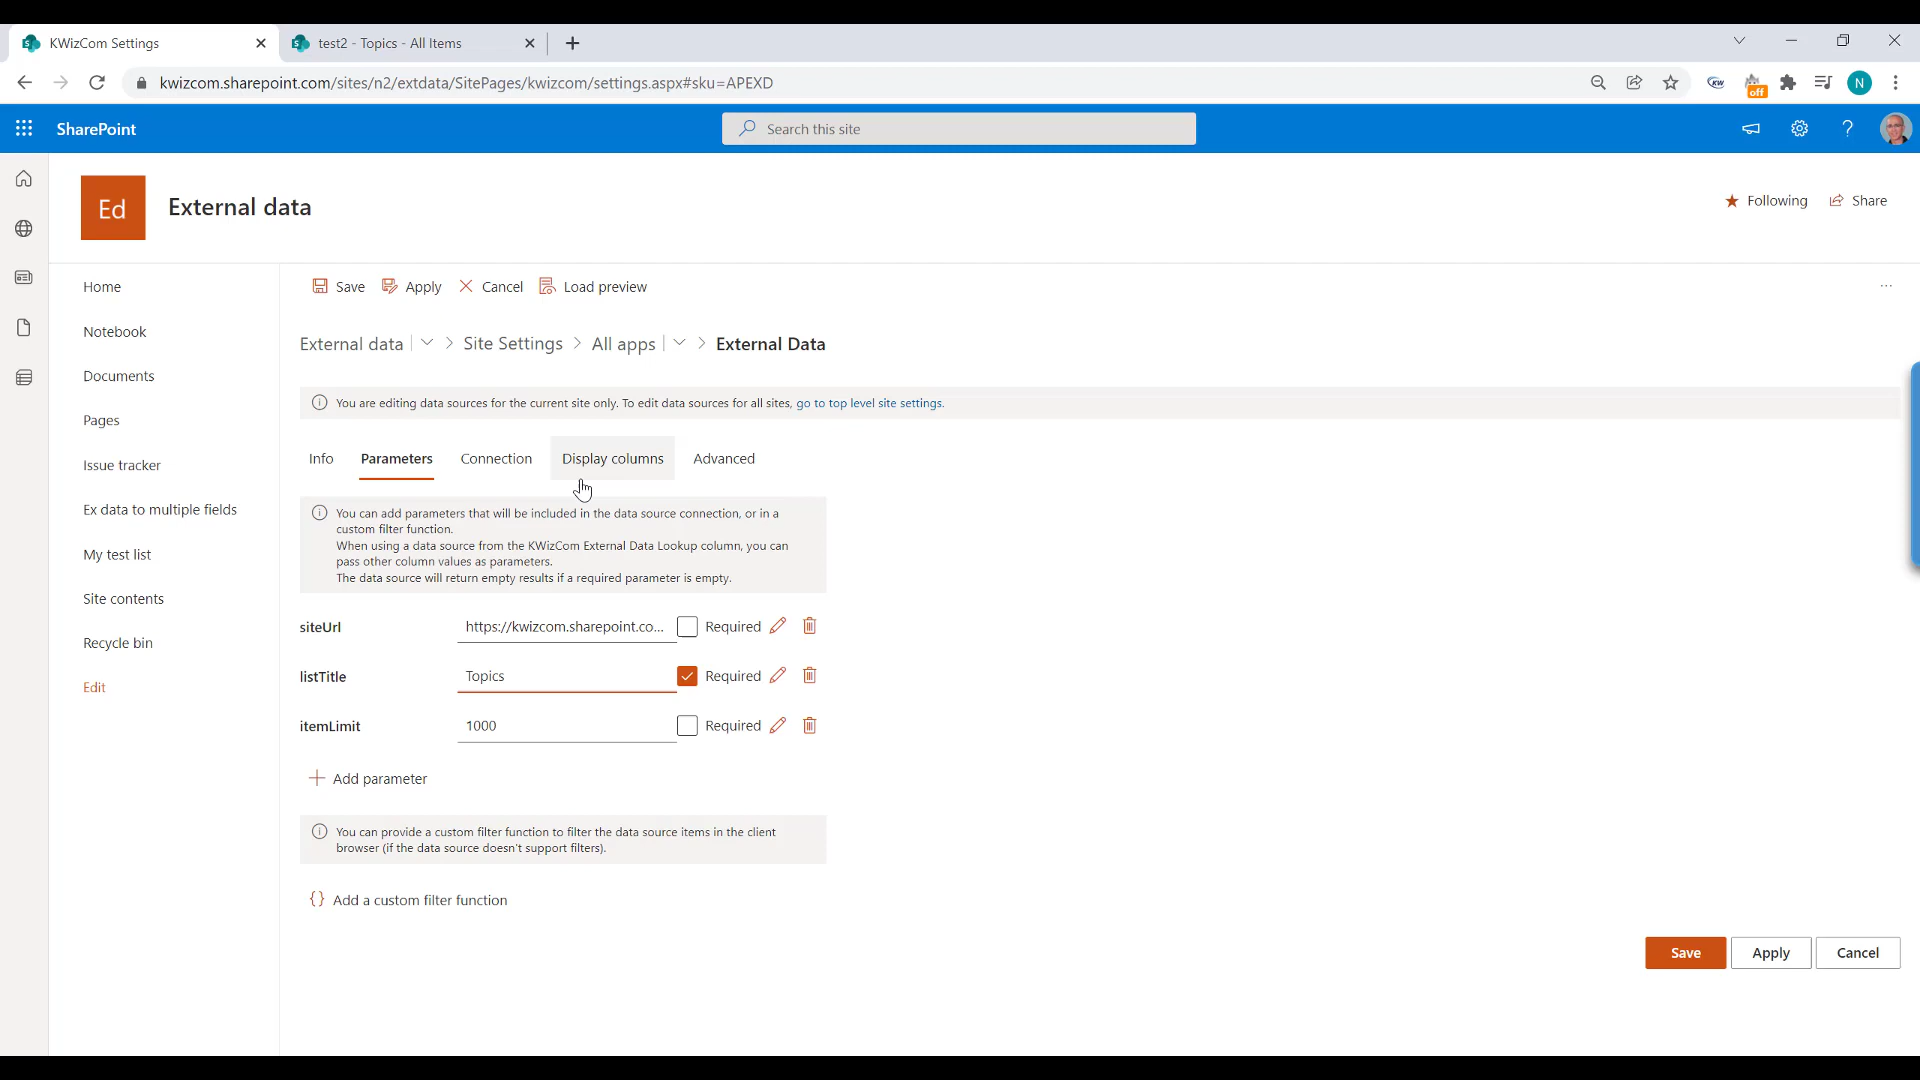 KWizCom Settings
test2 - Topics - All Items
kwizcom.sharepoint.com/sites/n2/extdata/SitePages/kwizcom/settings.aspx#sku=APEXD
KW
off
N
SharePoint
Search this site
?
Ed
External data
Following
Share
Home
Notebook
Documents
Pages
Issue tracker
Ex data to multiple fields
My test list
Site contents
Recycle bin
Edit
Save
Apply
Cancel
Load preview
...
External data > Site Settings > All apps > External Data
You are editing data sources for the current site only. To edit data sources for all sites, go to top level site settings.
Info
Parameters
Connection
Display columns
Advanced
You can add parameters that will be included in the data source connection, or in a
custom filter function.
When using a data source from the KWizCom External Data Lookup column, you can
pass other column values as parameters.
The data source will return empty results if a required parameter is empty.
siteUrl https://kwizcom.sharepoint.co... Required
listTitle Topics Required
itemLimit 1000 Required
+ Add parameter
You can provide a custom filter function to filter the data source items in the client
browser (if the data source doesn't support filters).
{} Add a custom filter function
Save
Apply
Cancel